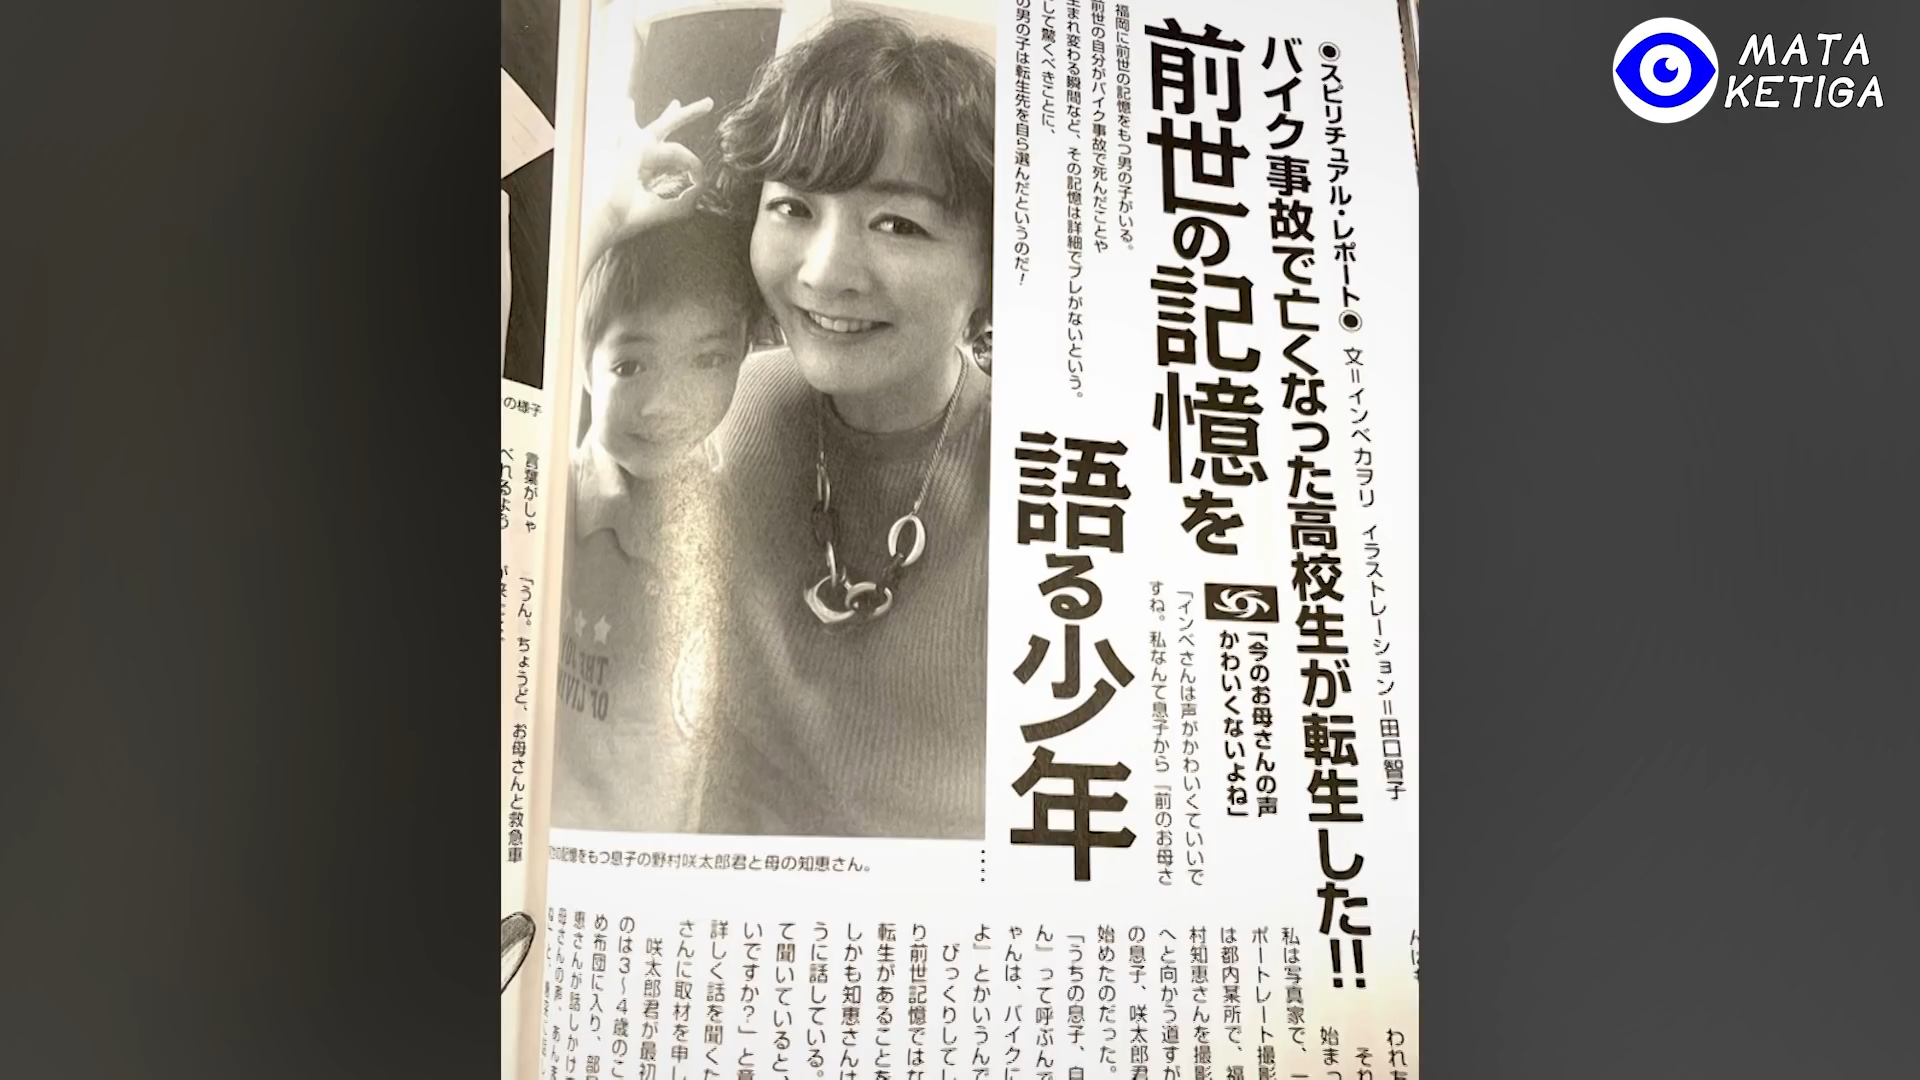 MATA
KETIGA
◉スピリチュアル・レポート◉
文＝インベカヲリ　イラストレーション＝田口智子
バイク事故で亡くなった高校生が転生した!!
前世の記憶を
語る少年
福岡に前世の記憶をもつ男の子がいる。
前世の自分がバイク事故で死んだことや
生まれ変わる瞬間など、その記憶は詳細でブレがないという。
して驚くべきことに、
の男の子は転生先を自ら選んだというのだ！
「今のお母さんの声
かわいくないよね」
「インベさんは声がかわいくていいで
すね。私なんて息子から『前のお母さ
記憶をもつ息子の野村咲太郎君と母の知恵さん。
われた
それ
始まっ
私は写真家で、一
ポートレート撮影
は都内某所で、福
村知恵さんを撮影
へと向かう道すが
の息子、咲太郎君
始めたのだった。
「うちの息子、自
ん』って呼ぶんで
ゃんは、バイクに
よ』とかいうんで
びっくりしてし
り前世記憶ではな
転生があることを
しかも知恵さんは
うに話している。
て聞いていると、
いですか？」と意
詳しく話を聞くた
さんに取材を申し
咲太郎君が最初
のは３〜４歳のこ
め布団に入り、部屋
恵さんが話しかけ
の様子
言葉がしゃ
べれるよう
「うん。ちょうど、お母さんと救急車